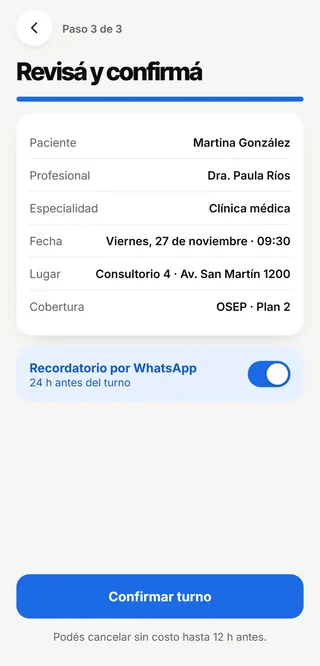 Paso 3 de 3
Revisá y confirmá
Paciente Martina González
Profesional Dra. Paula Ríos
Especialidad Clínica médica
Fecha Viernes, 27 de noviembre · 09:30
Lugar Consultorio 4 · Av. San Martín 1200
Cobertura OSEP · Plan 2
Recordatorio por WhatsApp
24 h antes del turno
Confirmar turno
Podés cancelar sin costo hasta 12 h antes.